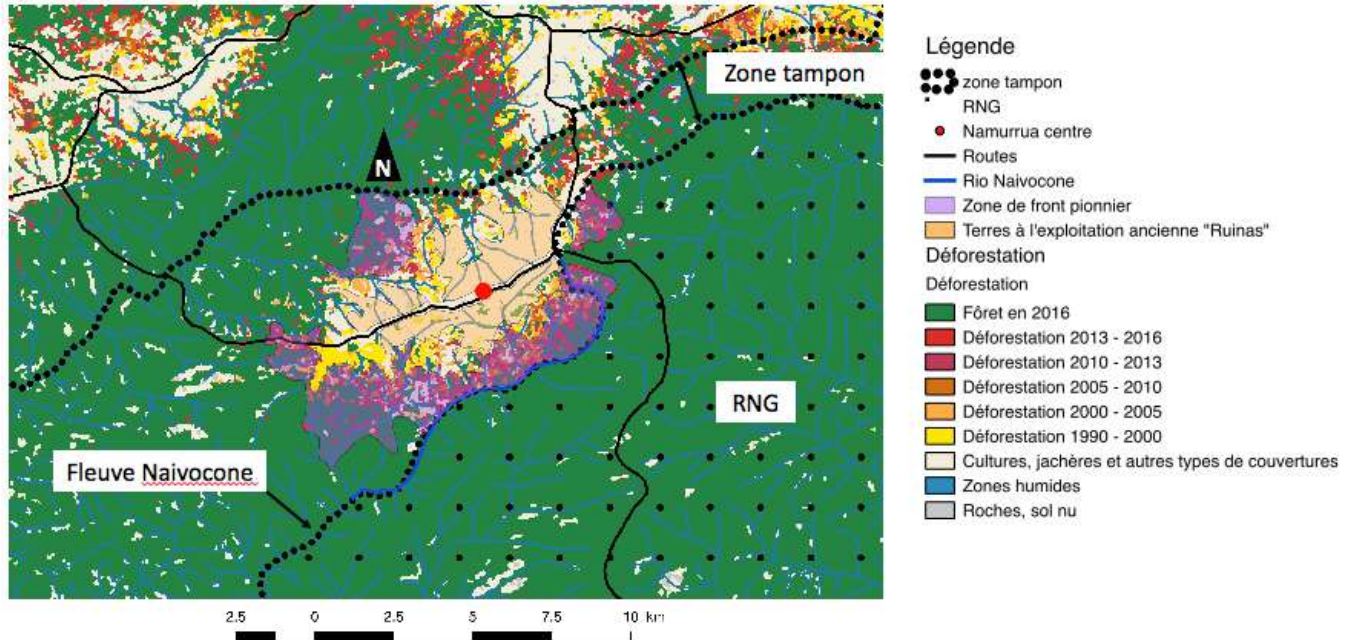 Zone tampon
N
RNG
Fleuve Naivocone
2.5 0 2.5 5 7.5 10 km
Légende
zone tampon
RNG
Namurrua centre
Routes
Rio Naivocone
Zone de front pionnier
Terres à l'exploitation ancienne "Ruinas"
Déforestation
Déforestation
Fôret en 2016
Déforestation 2013 - 2016
Déforestation 2010 - 2013
Déforestation 2005 - 2010
Déforestation 2000 - 2005
Déforestation 1990 - 2000
Cultures, jachères et autres types de couvertures
Zones humides
Roches, sol nu